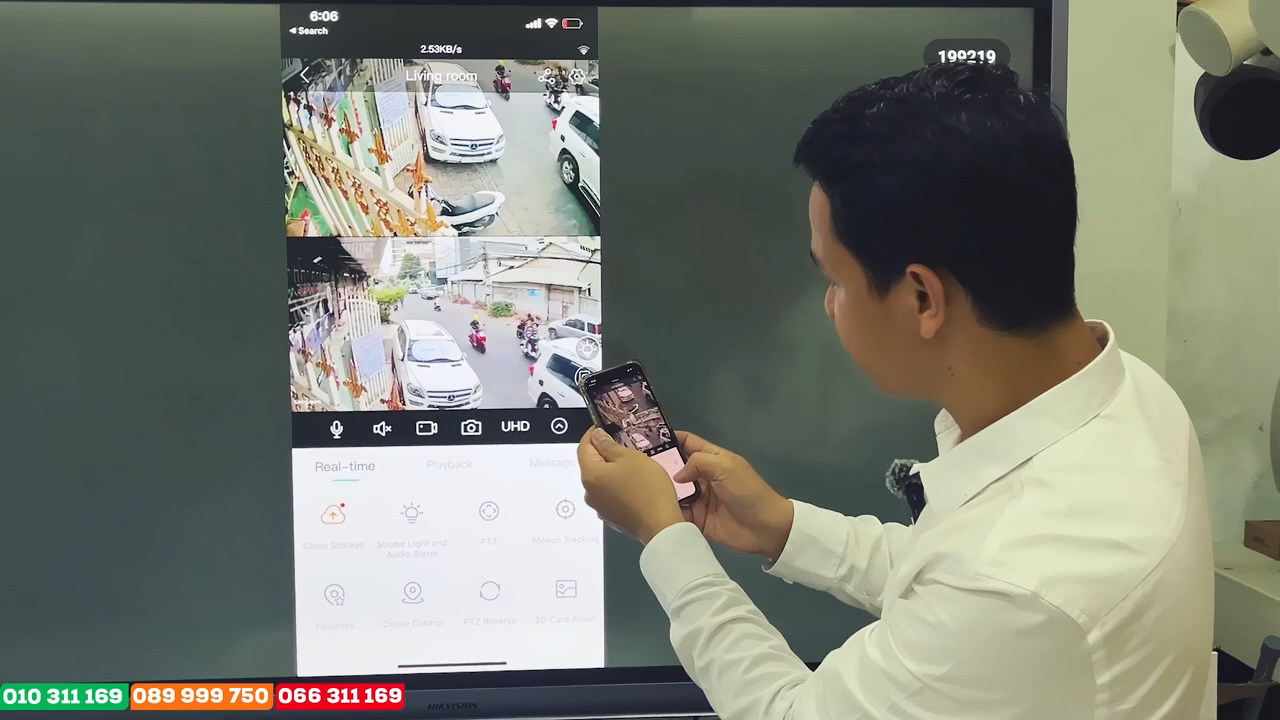 6:06
◀ Search
2.53KB/s
Living room
199219
UHD
Real-time
Playback
Message
Cloud Storage
Strobe Light and
Audio Alarm
PTZ
Motion Tracking
Favorites
Cruise Control
PTZ Reverse
SD Card Album
HIKVISION
010 311 169
089 999 750
066 311 169